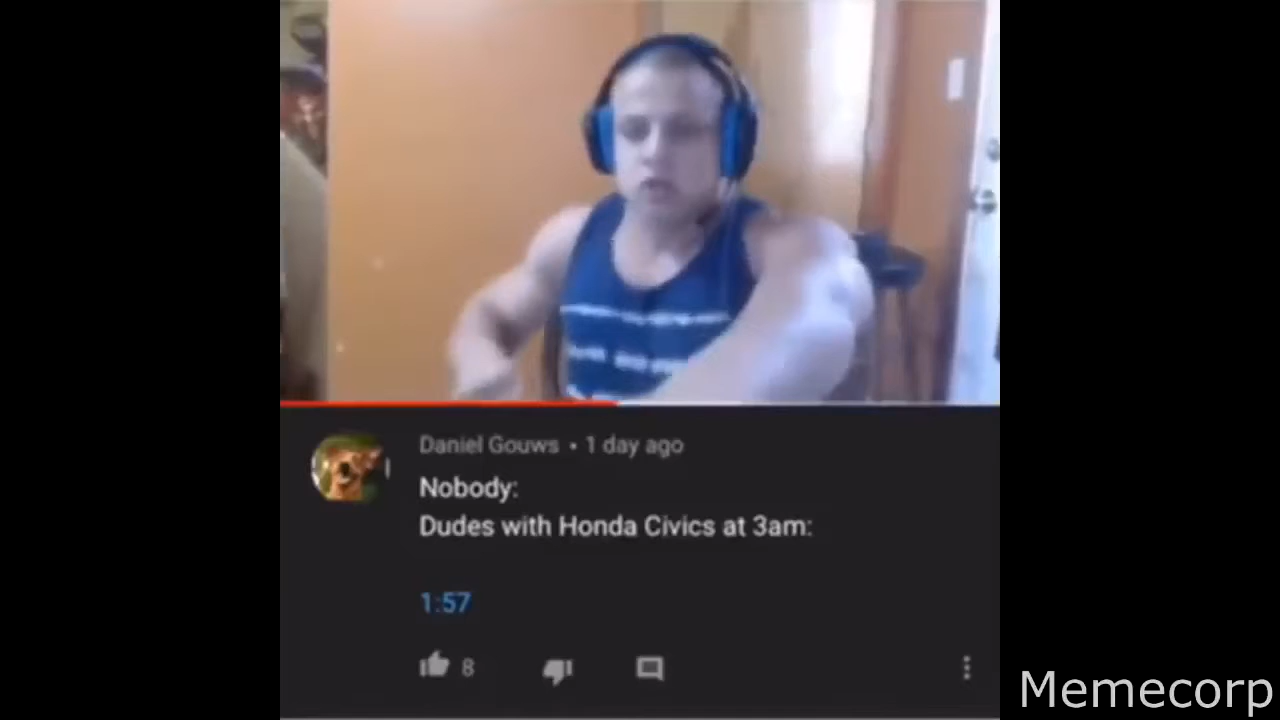 Daniel Gouws • 1 day ago
Nobody:
Dudes with Honda Civics at 3am:
1:57
8
Memecorp